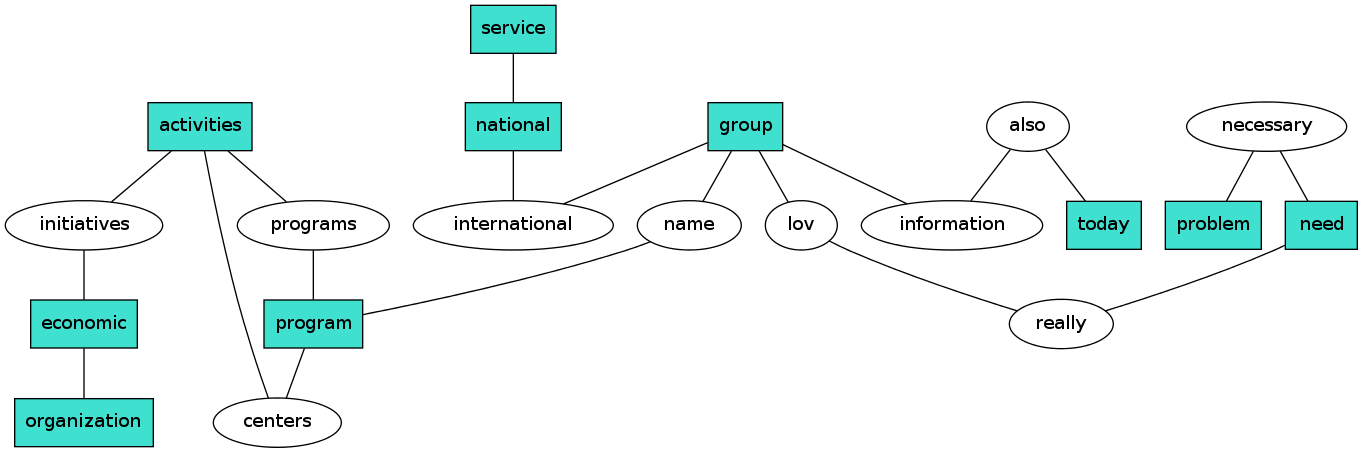 service
activities
national
group
also
necessary
initiatives
programs
international
name
lov
information
today
problem
need
economic
program
really
organization
centers